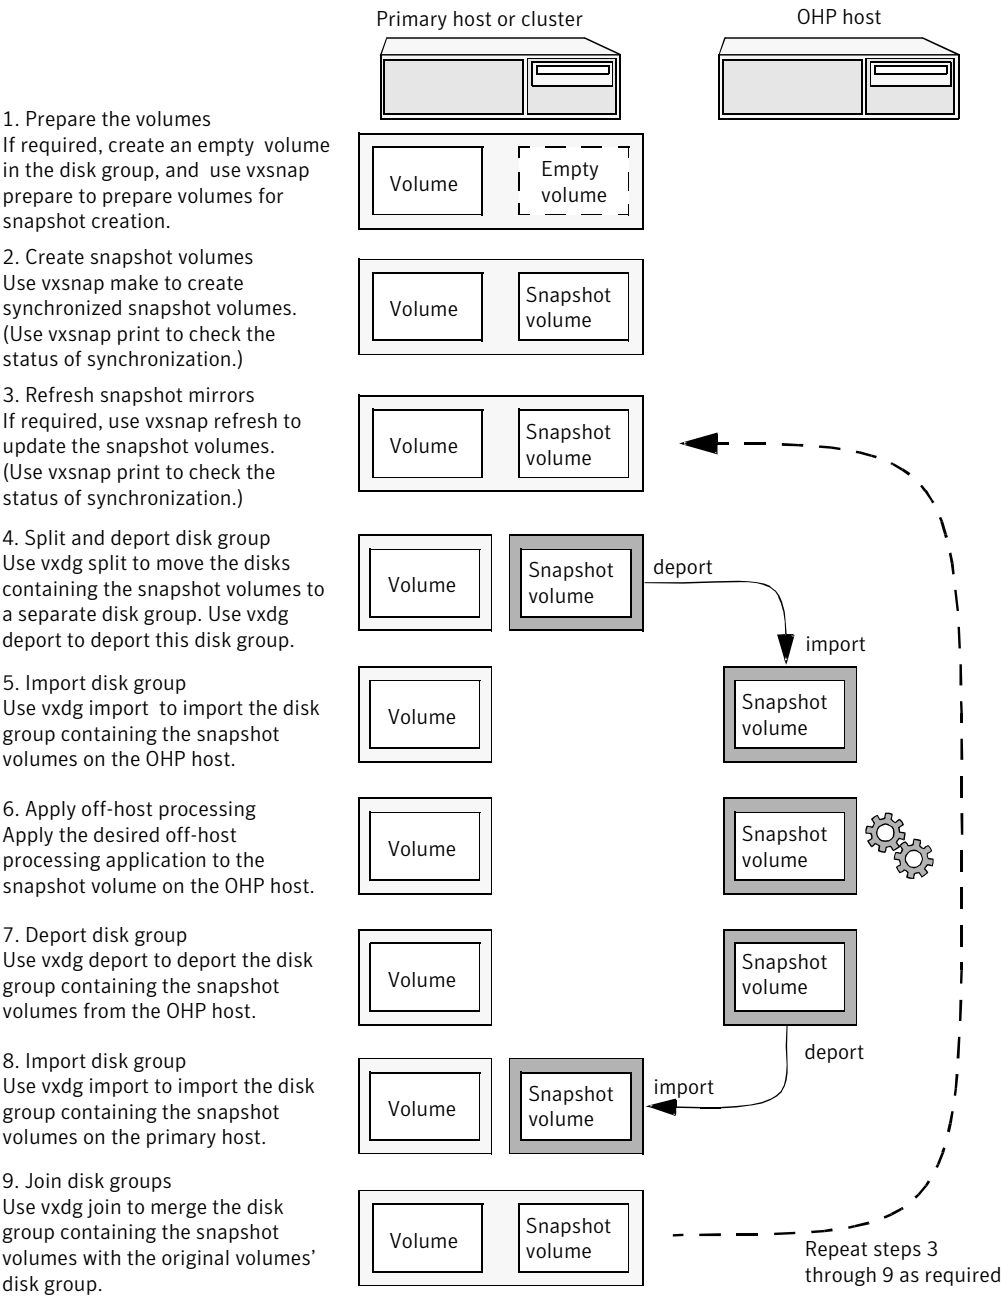 Primary host or cluster
OHP host
1. Prepare the volumes
If required, create an empty volume
in the disk group, and use vxsnap
prepare to prepare volumes for
snapshot creation.
Volume
Empty
volume
2. Create snapshot volumes
Use vxsnap make to create
synchronized snapshot volumes.
(Use vxsnap print to check the
status of synchronization.)
Volume
Snapshot
volume
3. Refresh snapshot mirrors
If required, use vxsnap refresh to
update the snapshot volumes.
(Use vxsnap print to check the
status of synchronization.)
Volume
Snapshot
volume
4. Split and deport disk group
Use vxdg split to move the disks
containing the snapshot volumes to
a separate disk group. Use vxdg
deport to deport this disk group.
Volume
Snapshot
volume
deport
import
5. Import disk group
Use vxdg import to import the disk
group containing the snapshot
volumes on the OHP host.
Volume
Snapshot
volume
6. Apply off-host processing
Apply the desired off-host
processing application to the
snapshot volume on the OHP host.
Volume
Snapshot
volume
7. Deport disk group
Use vxdg deport to deport the disk
group containing the snapshot
volumes from the OHP host.
Volume
Snapshot
volume
deport
8. Import disk group
Use vxdg import to import the disk
group containing the snapshot
volumes on the primary host.
Volume
Snapshot
volume
import
9. Join disk groups
Use vxdg join to merge the disk
group containing the snapshot
volumes with the original volumes’
disk group.
Volume
Snapshot
volume
Repeat steps 3
through 9 as required